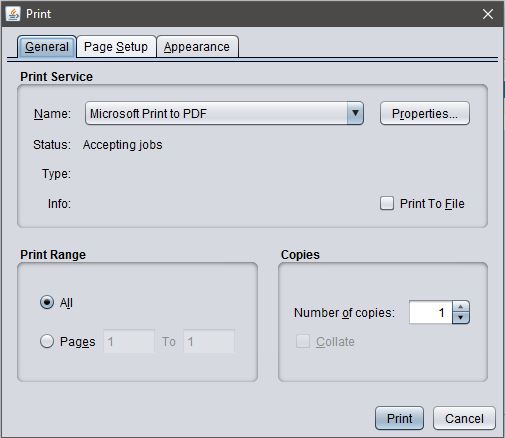 Print
General Page Setup Appearance
Print Service
Name: Microsoft Print to PDF Properties...
Status: Accepting jobs
Type:
Info: Print To File
Print Range Copies
All
Number of copies: 1
Pages 1 To 1
Collate
Print Cancel